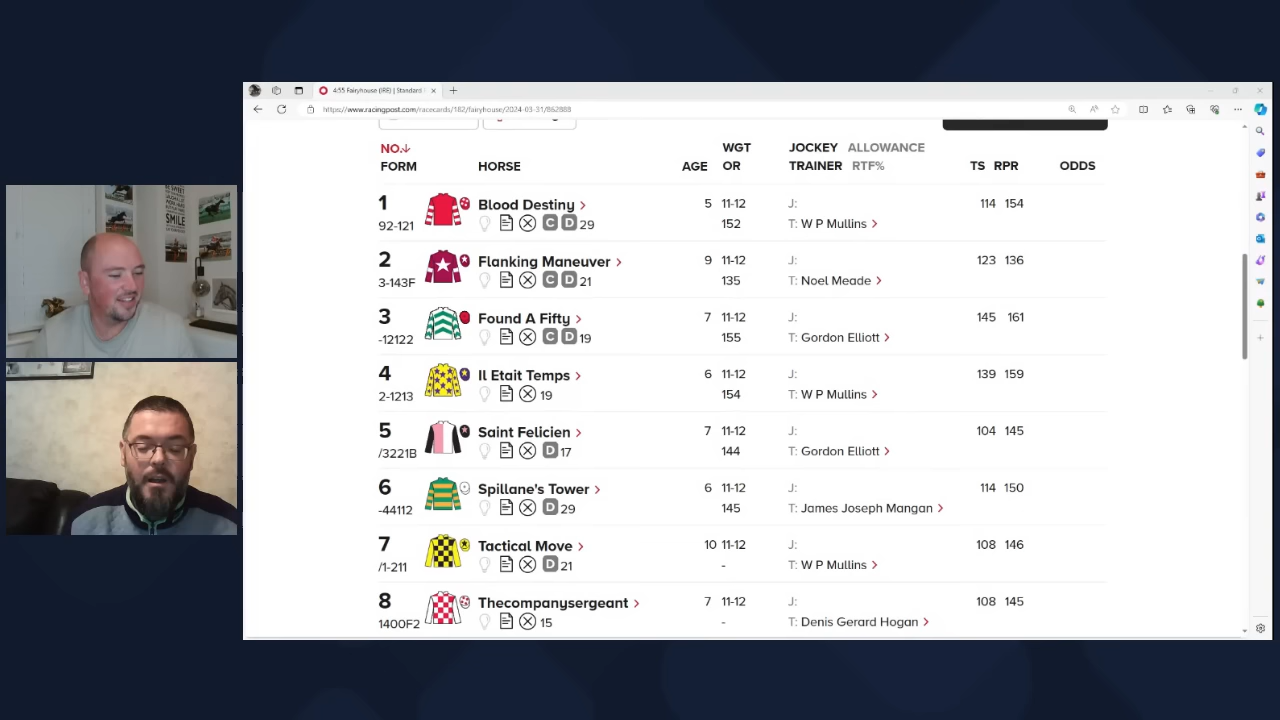 4:55 Fairyhouse (IRE) | Standard
https://www.racingpost.com/racecards/182/fairyhouse/2024-03-31/862888
NO. FORM HORSE AGE WGT OR JOCKEY ALLOWANCE TRAINER RTF% TS RPR ODDS
1 Blood Destiny 5 11-12 J: 114 154
92-121 C D 29 152 T: W P Mullins
2 Flanking Maneuver 9 11-12 J: 123 136
3-143F C D 21 135 T: Noel Meade
3 Found A Fifty 7 11-12 J: 145 161
-12122 C D 19 155 T: Gordon Elliott
4 Il Etait Temps 6 11-12 J: 139 159
2-1213 19 154 T: W P Mullins
5 Saint Felicien 7 11-12 J: 104 145
/3221B D 17 144 T: Gordon Elliott
6 Spillane's Tower 6 11-12 J: 114 150
-44112 D 29 145 T: James Joseph Mangan
7 Tactical Move 10 11-12 J: 108 146
/1-211 D 21 - T: W P Mullins
8 Thecompanysergeant 7 11-12 J: 108 145
1400F2 15 - T: Denis Gerard Hogan
SMILE